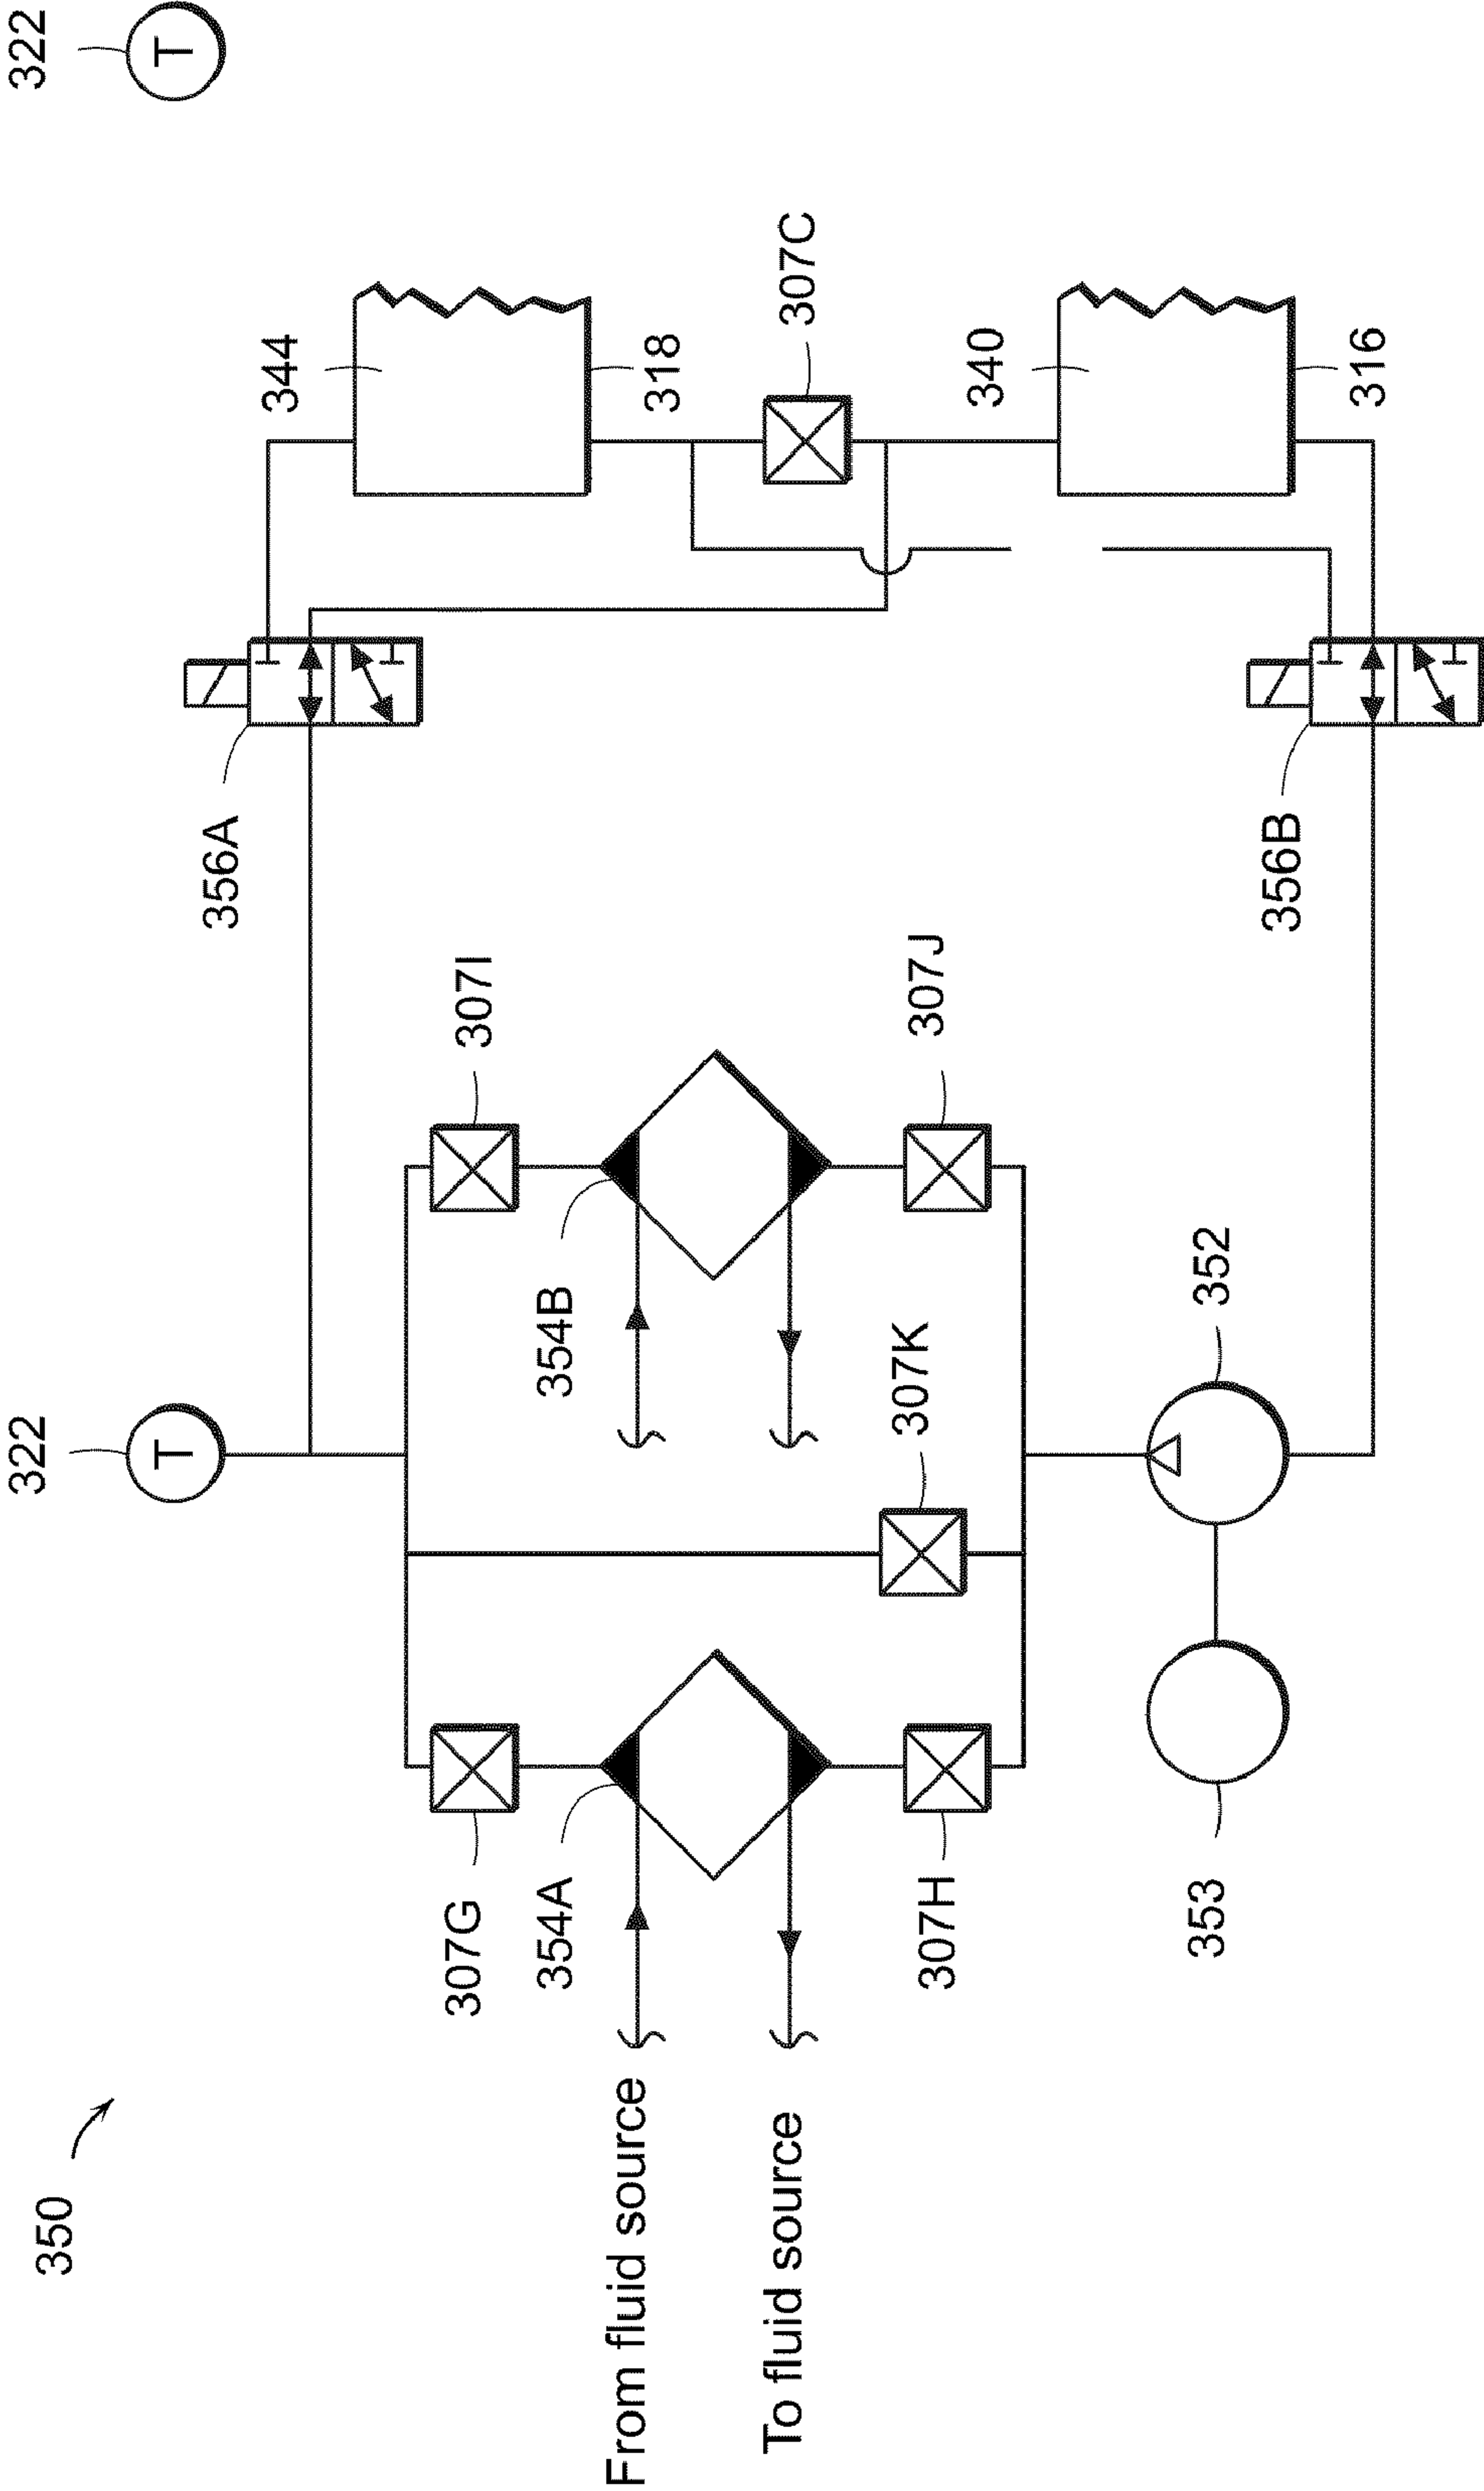 322
322
350
T
T
356A
344
307G
307I
354A
354B
From fluid source
318
To fluid source
307C
307H
307K
307J
340
353
352
356B
316